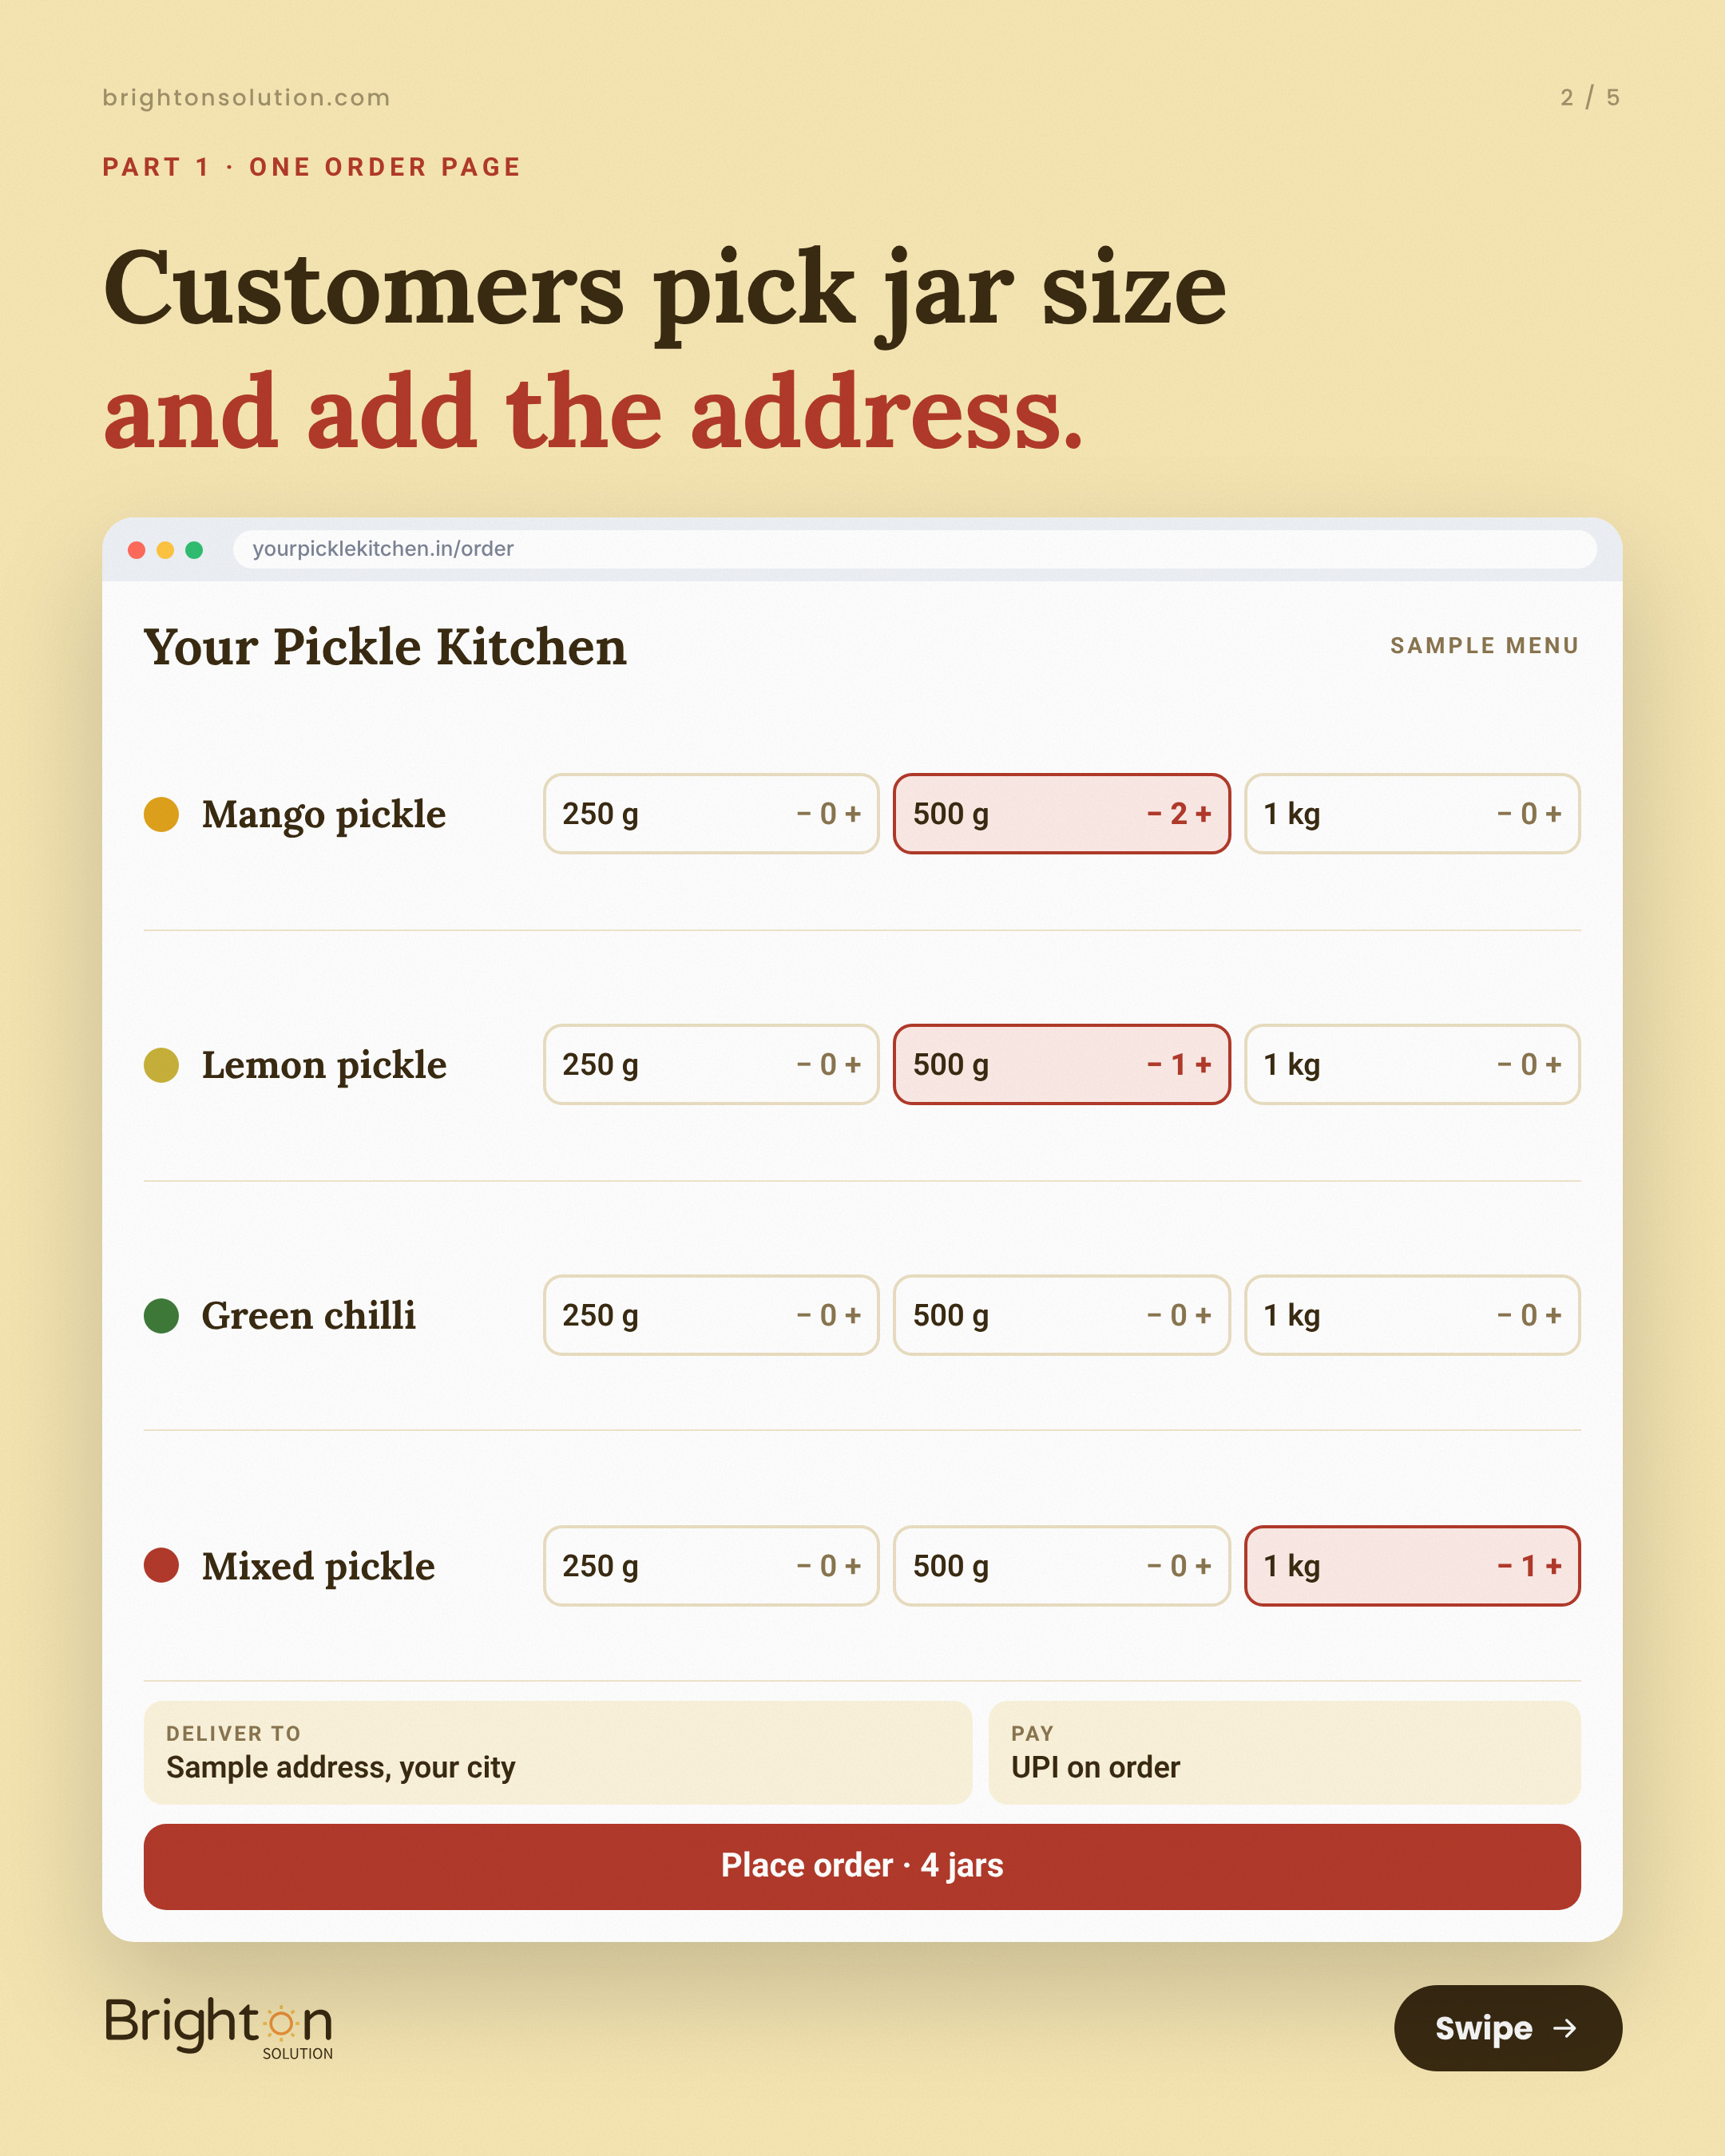 brightonsolution.com
2 / 5
PART 1 · ONE ORDER PAGE
Customers pick jar size
and add the address.
yourpicklekitchen.in/order
Your Pickle Kitchen
SAMPLE MENU
Mango pickle 250 g − 0 + 500 g − 2 + 1 kg − 0 +
Lemon pickle 250 g − 0 + 500 g − 1 + 1 kg − 0 +
Green chilli 250 g − 0 + 500 g − 0 + 1 kg − 0 +
Mixed pickle 250 g − 0 + 500 g − 0 + 1 kg − 1 +
DELIVER TO
Sample address, your city
PAY
UPI on order
Place order · 4 jars
Brighton
SOLUTION
Swipe →